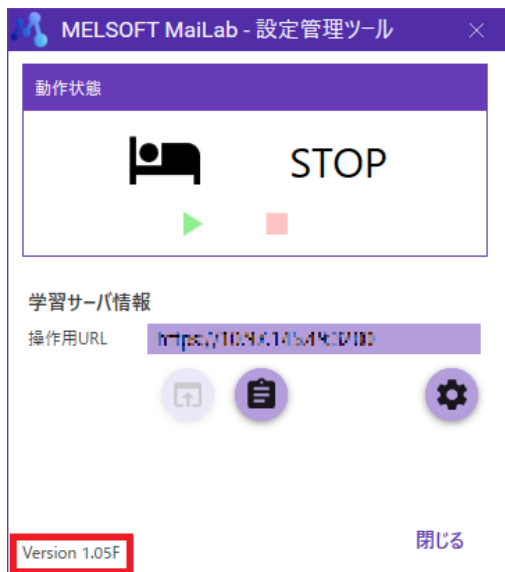 MELSOFT MaiLab - 設定管理ツール
動作状態
STOP
学習サーバ情報
操作用URL
閉じる
Version 1.05F